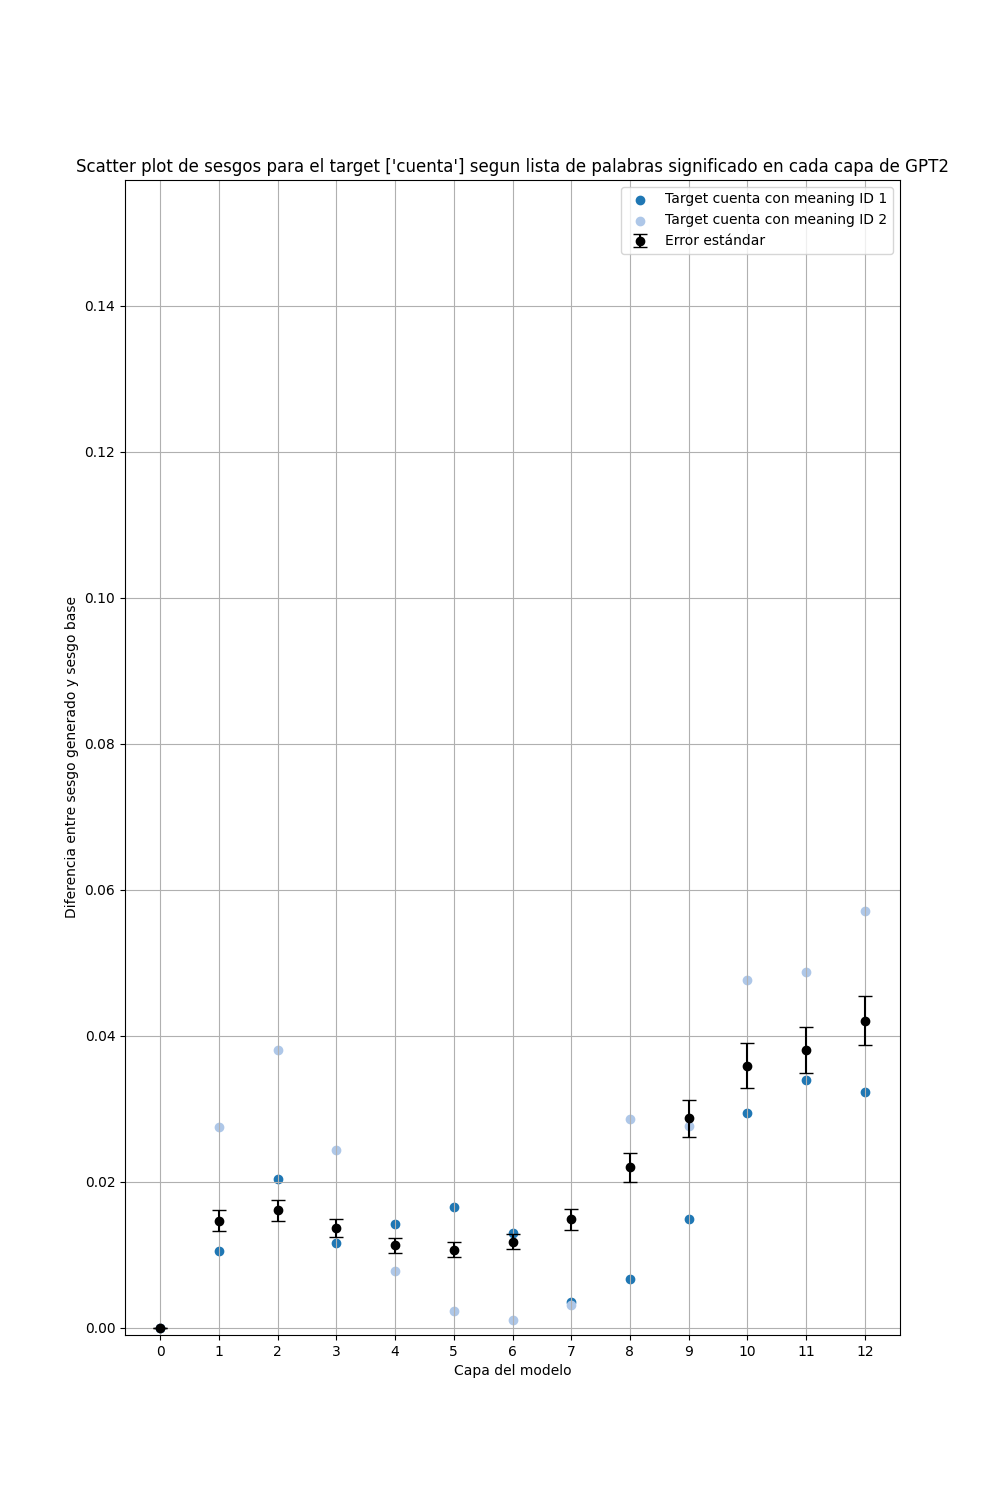 Scatter plot de sesgos para el target ['cuenta'] segun lista de palabras significado en cada capa de GPT2
Target cuenta con meaning ID 1
Target cuenta con meaning ID 2
Error estándar
Diferencia entre sesgo generado y sesgo base
0.14
0.12
0.10
0.08
0.06
0.04
0.02
0.00
0 1 2 3 4 5 6 7 8 9 10 11 12
Capa del modelo